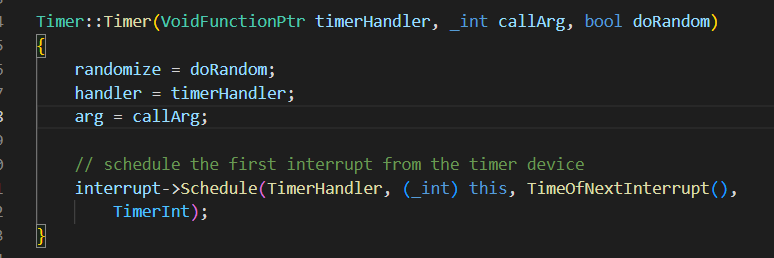 Timer::Timer(VoidFunctionPtr timerHandler, _int callArg, bool doRandom)
{
    randomize = doRandom;
    handler = timerHandler;
    arg = callArg;

    // schedule the first interrupt from the timer device
    interrupt->Schedule(TimerHandler, (_int) this, TimeOfNextInterrupt(),
        TimerInt);
}